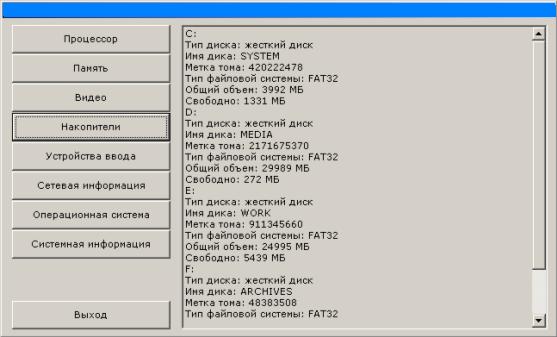 Процессор
Память
Видео
Накопители
Устройства ввода
Сетевая информация
Операционная система
Системная информация
Выход
C:
Тип диска: жесткий диск
Имя дика: SYSTEM
Метка тома: 420222478
Тип файловой системы: FAT32
Общий объем: 3992 МБ
Свободно: 1331 МБ
D:
Тип диска: жесткий диск
Имя дика: MEDIA
Метка тома: 2171675370
Тип файловой системы: FAT32
Общий объем: 29989 МБ
Свободно: 272 МБ
E:
Тип диска: жесткий диск
Имя дика: WORK
Метка тома: 911345660
Тип файловой системы: FAT32
Общий объем: 24995 МБ
Свободно: 5439 МБ
F:
Тип диска: жесткий диск
Имя дика: ARCHIVES
Метка тома: 48383508
Тип файловой системы: FAT32